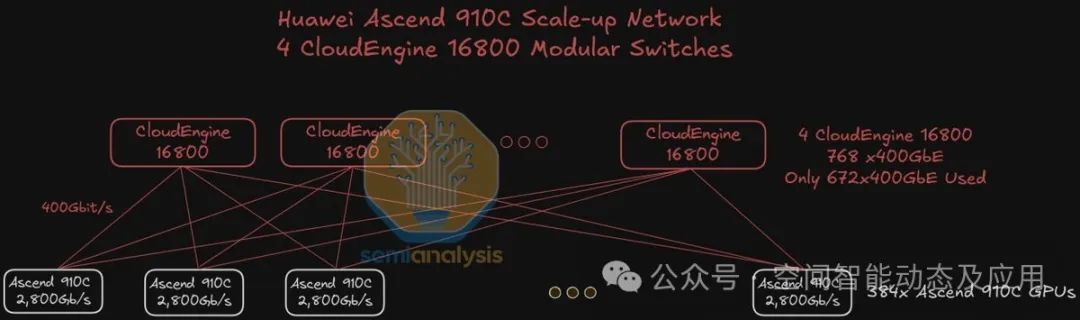 Huawei Ascend 910C Scale-up Network
4 CloudEngine 16800 Modular Switches
CloudEngine
16800
CloudEngine
16800
CloudEngine
16800
4 CloudEngine 16800
768 x400GbE
Only 672x400GbE Used
400Gbit/s
semianalysis
Ascend 910C
2,800Gb/s
Ascend 910C
2,800Gb/s
Ascend 910C
2,800Gb/s
Ascend 910C
2,800Gb/s
384x Ascend 910C GPUs
公众号 · 空间智能动态及应用